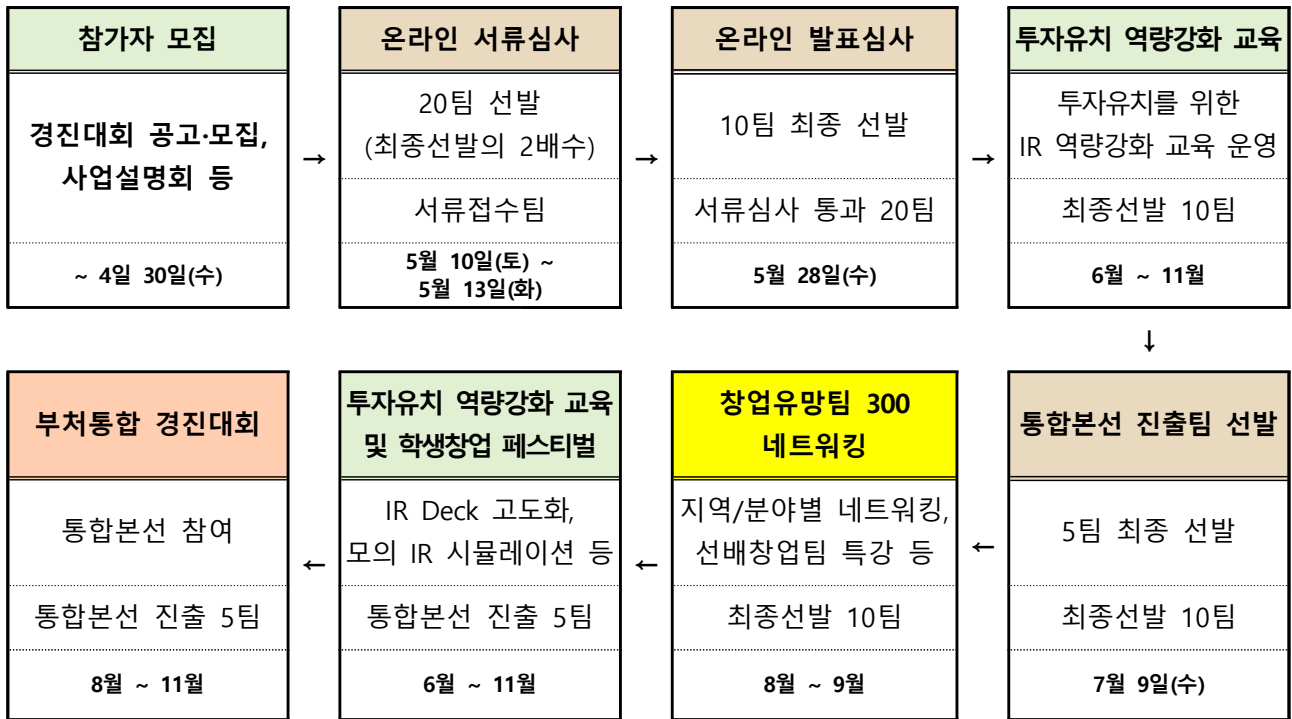 참가자 모집
경진대회 공고·모집,
사업설명회 등
~ 4일 30일(수)
→
온라인 서류심사
20팀 선발
(최종선발의 2배수)
서류접수팀
5월 10일(토) ~
5월 13일(화)
→
온라인 발표심사
10팀 최종 선발
서류심사 통과 20팀
5월 28일(수)
→
투자유치 역량강화 교육
투자유치를 위한
IR 역량강화 교육 운영
최종선발 10팀
6월 ~ 11월
↓
통합본선 진출팀 선발
5팀 최종 선발
최종선발 10팀
7월 9일(수)
←
창업유망팀 300
네트워킹
지역/분야별 네트워킹,
선배창업팀 특강 등
최종선발 10팀
8월 ~ 9월
←
투자유치 역량강화 교육
및 학생창업 페스티벌
IR Deck 고도화,
모의 IR 시뮬레이션 등
통합본선 진출 5팀
6월 ~ 11월
←
부처통합 경진대회
통합본선 참여
통합본선 진출 5팀
8월 ~ 11월